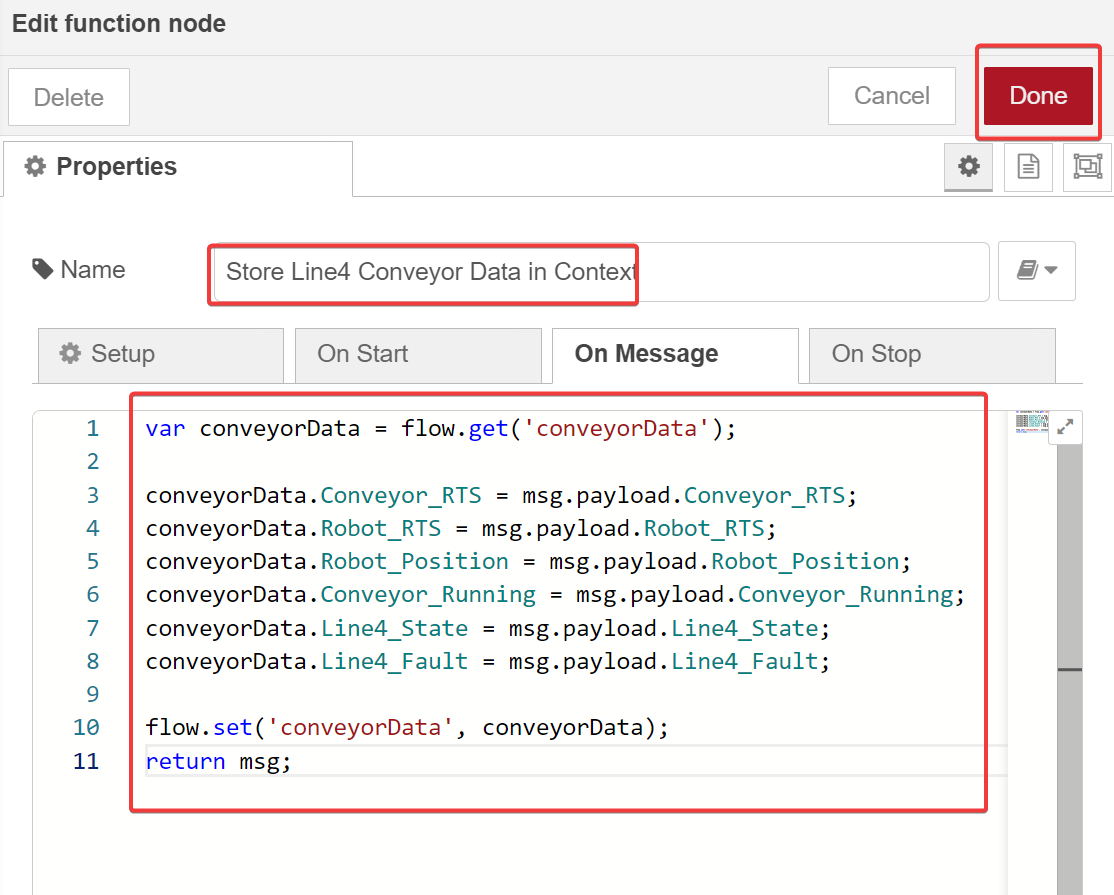 Edit function node
Delete
Cancel
Done
Properties
Name
Store Line4 Conveyor Data in Context
Setup
On Start
On Message
On Stop
1 var conveyorData = flow.get('conveyorData');
2
3 conveyorData.Conveyor_RTS = msg.payload.Conveyor_RTS;
4 conveyorData.Robot_RTS = msg.payload.Robot_RTS;
5 conveyorData.Robot_Position = msg.payload.Robot_Position;
6 conveyorData.Conveyor_Running = msg.payload.Conveyor_Running;
7 conveyorData.Line4_State = msg.payload.Line4_State;
8 conveyorData.Line4_Fault = msg.payload.Line4_Fault;
9
10 flow.set('conveyorData', conveyorData);
11 return msg;